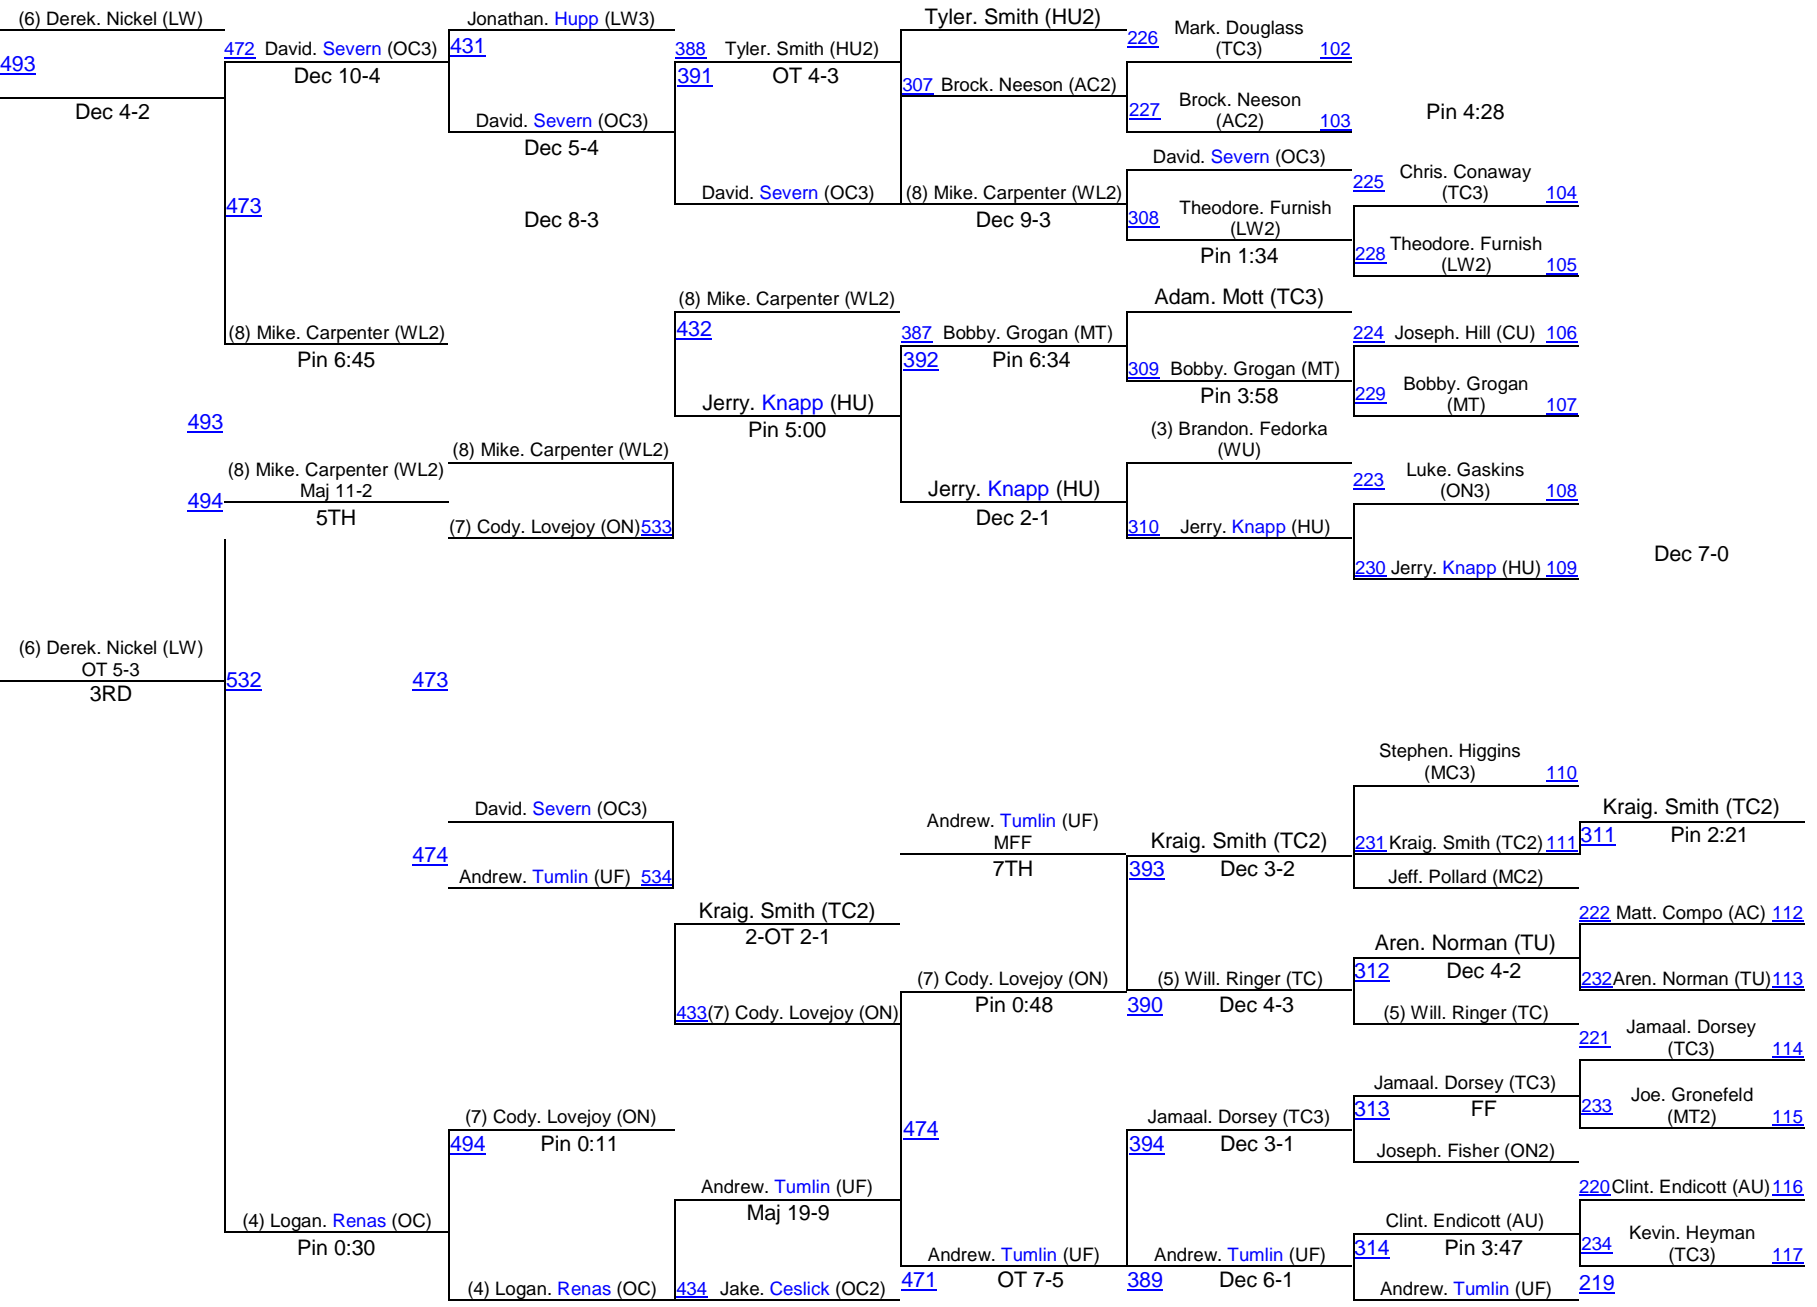 (6) Derek. Nickel (LW)
493
Dec 4-2
472 David. Severn (OC3)
Dec 10-4
473
(8) Mike. Carpenter (WL2)
Pin 6:45
Jonathan. Hupp (LW3)
431
David. Severn (OC3)
Dec 5-4
Dec 8-3
388 Tyler. Smith (HU2)
391 OT 4-3
David. Severn (OC3)
Tyler. Smith (HU2)
307 Brock. Neeson (AC2)
(8) Mike. Carpenter (WL2)
Dec 9-3
226 Mark. Douglass
(TC3) 102
227 Brock. Neeson
(AC2) 103
Pin 4:28
David. Severn (OC3)
308 Theodore. Furnish
(LW2)
Pin 1:34
225 Chris. Conaway
(TC3) 104
228 Theodore. Furnish
(LW2) 105
(8) Mike. Carpenter (WL2)
432
Jerry. Knapp (HU)
Pin 5:00
387 Bobby. Grogan (MT)
392 Pin 6:34
Jerry. Knapp (HU)
Dec 2-1
Adam. Mott (TC3)
309 Bobby. Grogan (MT)
Pin 3:58
224 Joseph. Hill (CU) 106
229 Bobby. Grogan
(MT) 107
(3) Brandon. Fedorka
(WU)
310 Jerry. Knapp (HU)
223 Luke. Gaskins
(ON3) 108
230 Jerry. Knapp (HU) 109
Dec 7-0
493
494
(8) Mike. Carpenter (WL2)
Maj 11-2
5TH
(8) Mike. Carpenter (WL2)
(7) Cody. Lovejoy (ON) 533
(6) Derek. Nickel (LW)
OT 5-3
3RD
532
473
David. Severn (OC3)
474
Andrew. Tumlin (UF) 534
Andrew. Tumlin (UF)
MFF
7TH
Kraig. Smith (TC2)
2-OT 2-1
433 (7) Cody. Lovejoy (ON)
(7) Cody. Lovejoy (ON)
Pin 0:48
Kraig. Smith (TC2)
393 Dec 3-2
(5) Will. Ringer (TC)
390 Dec 4-3
Stephen. Higgins
(MC3) 110
231 Kraig. Smith (TC2) 111
Jeff. Pollard (MC2)
Kraig. Smith (TC2)
311 Pin 2:21
Aren. Norman (TU)
312 Dec 4-2
(5) Will. Ringer (TC)
222 Matt. Compo (AC) 112
232 Aren. Norman (TU) 113
221 Jamaal. Dorsey
(TC3) 114
233 Joe. Gronefeld
(MT2) 115
Jamaal. Dorsey (TC3)
313 FF
Joseph. Fisher (ON2)
474
Jamaal. Dorsey (TC3)
394 Dec 3-1
(7) Cody. Lovejoy (ON)
494 Pin 0:11
(4) Logan. Renas (OC)
Pin 0:30
(4) Logan. Renas (OC)
Andrew. Tumlin (UF)
Maj 19-9
434 Jake. Ceslick (OC2)
Andrew. Tumlin (UF)
471 OT 7-5
Andrew. Tumlin (UF)
389 Dec 6-1
Clint. Endicott (AU)
314 Pin 3:47
Andrew. Tumlin (UF)
220 Clint. Endicott (AU) 116
234 Kevin. Heyman
(TC3) 117
219